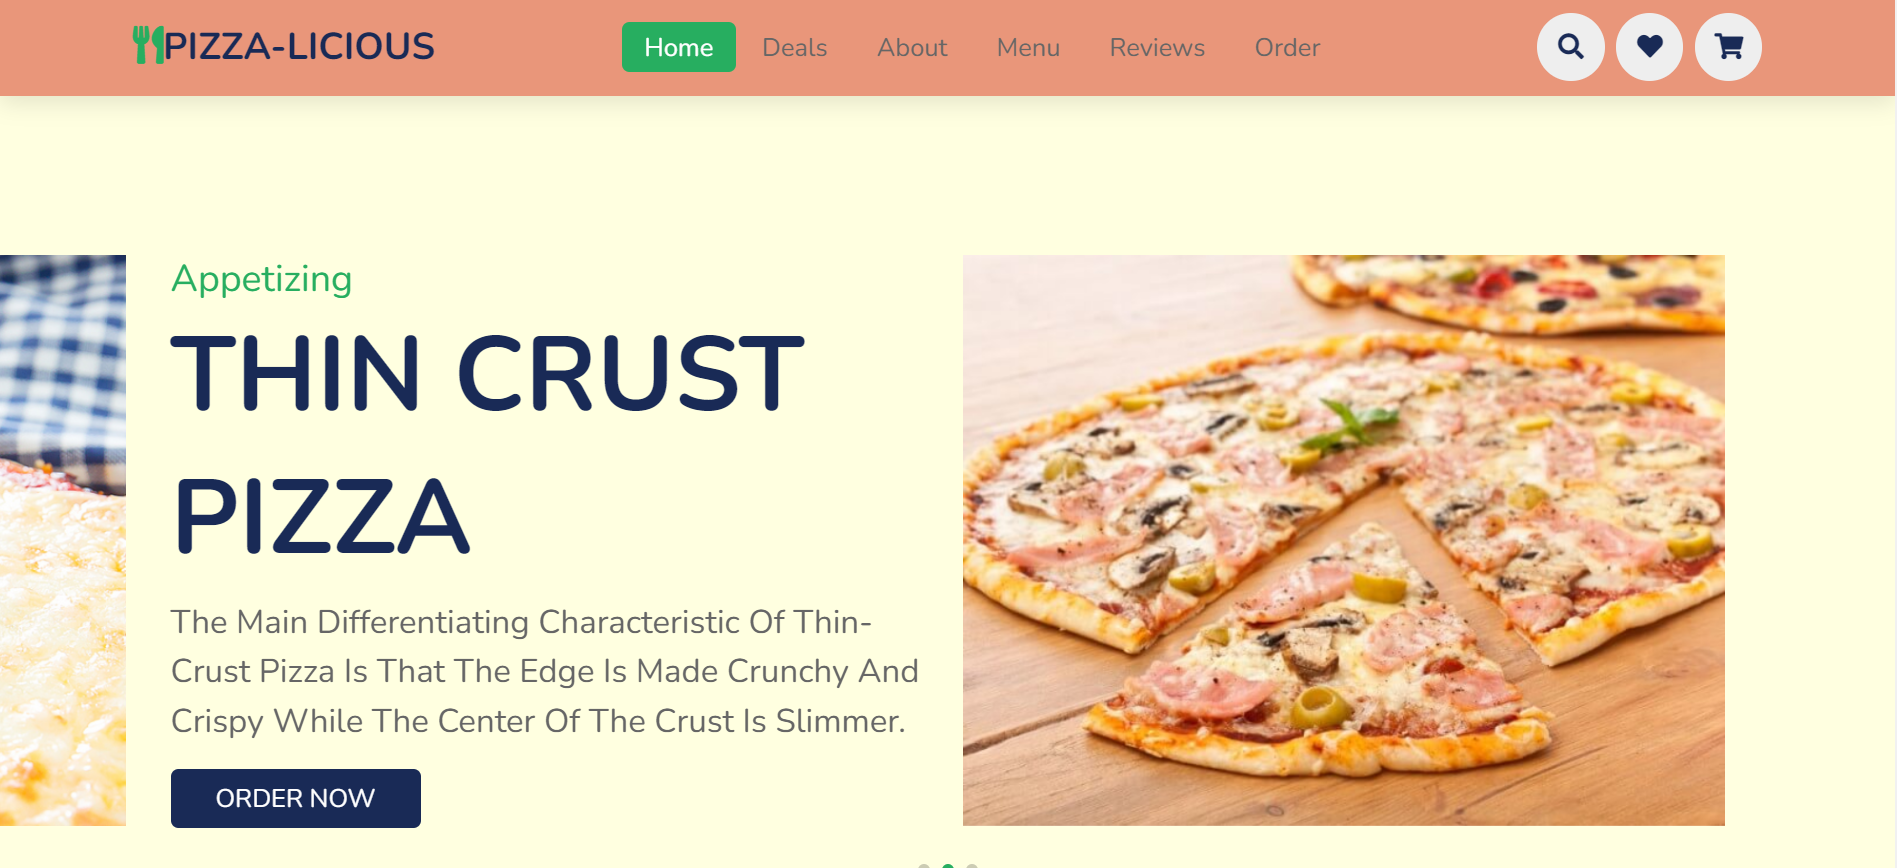 PIZZA-LICIOUS
Home Deals About Menu Reviews Order
Appetizing
THIN CRUST
PIZZA
The Main Differentiating Characteristic Of Thin-
Crust Pizza Is That The Edge Is Made Crunchy And
Crispy While The Center Of The Crust Is Slimmer.
ORDER NOW